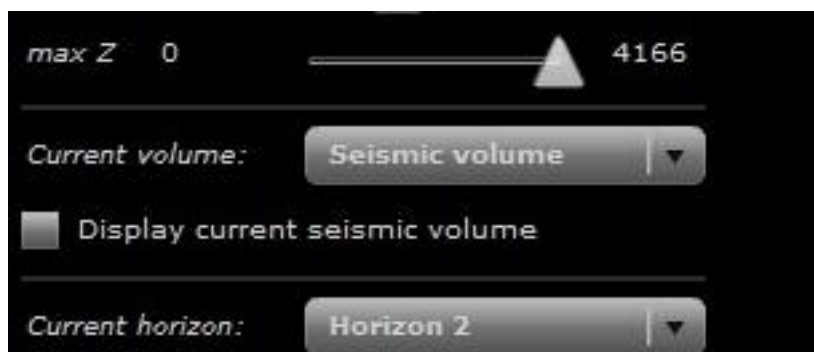 max Z 0 4166
Current volume: Seismic volume
Display current seismic volume
Current horizon: Horizon 2